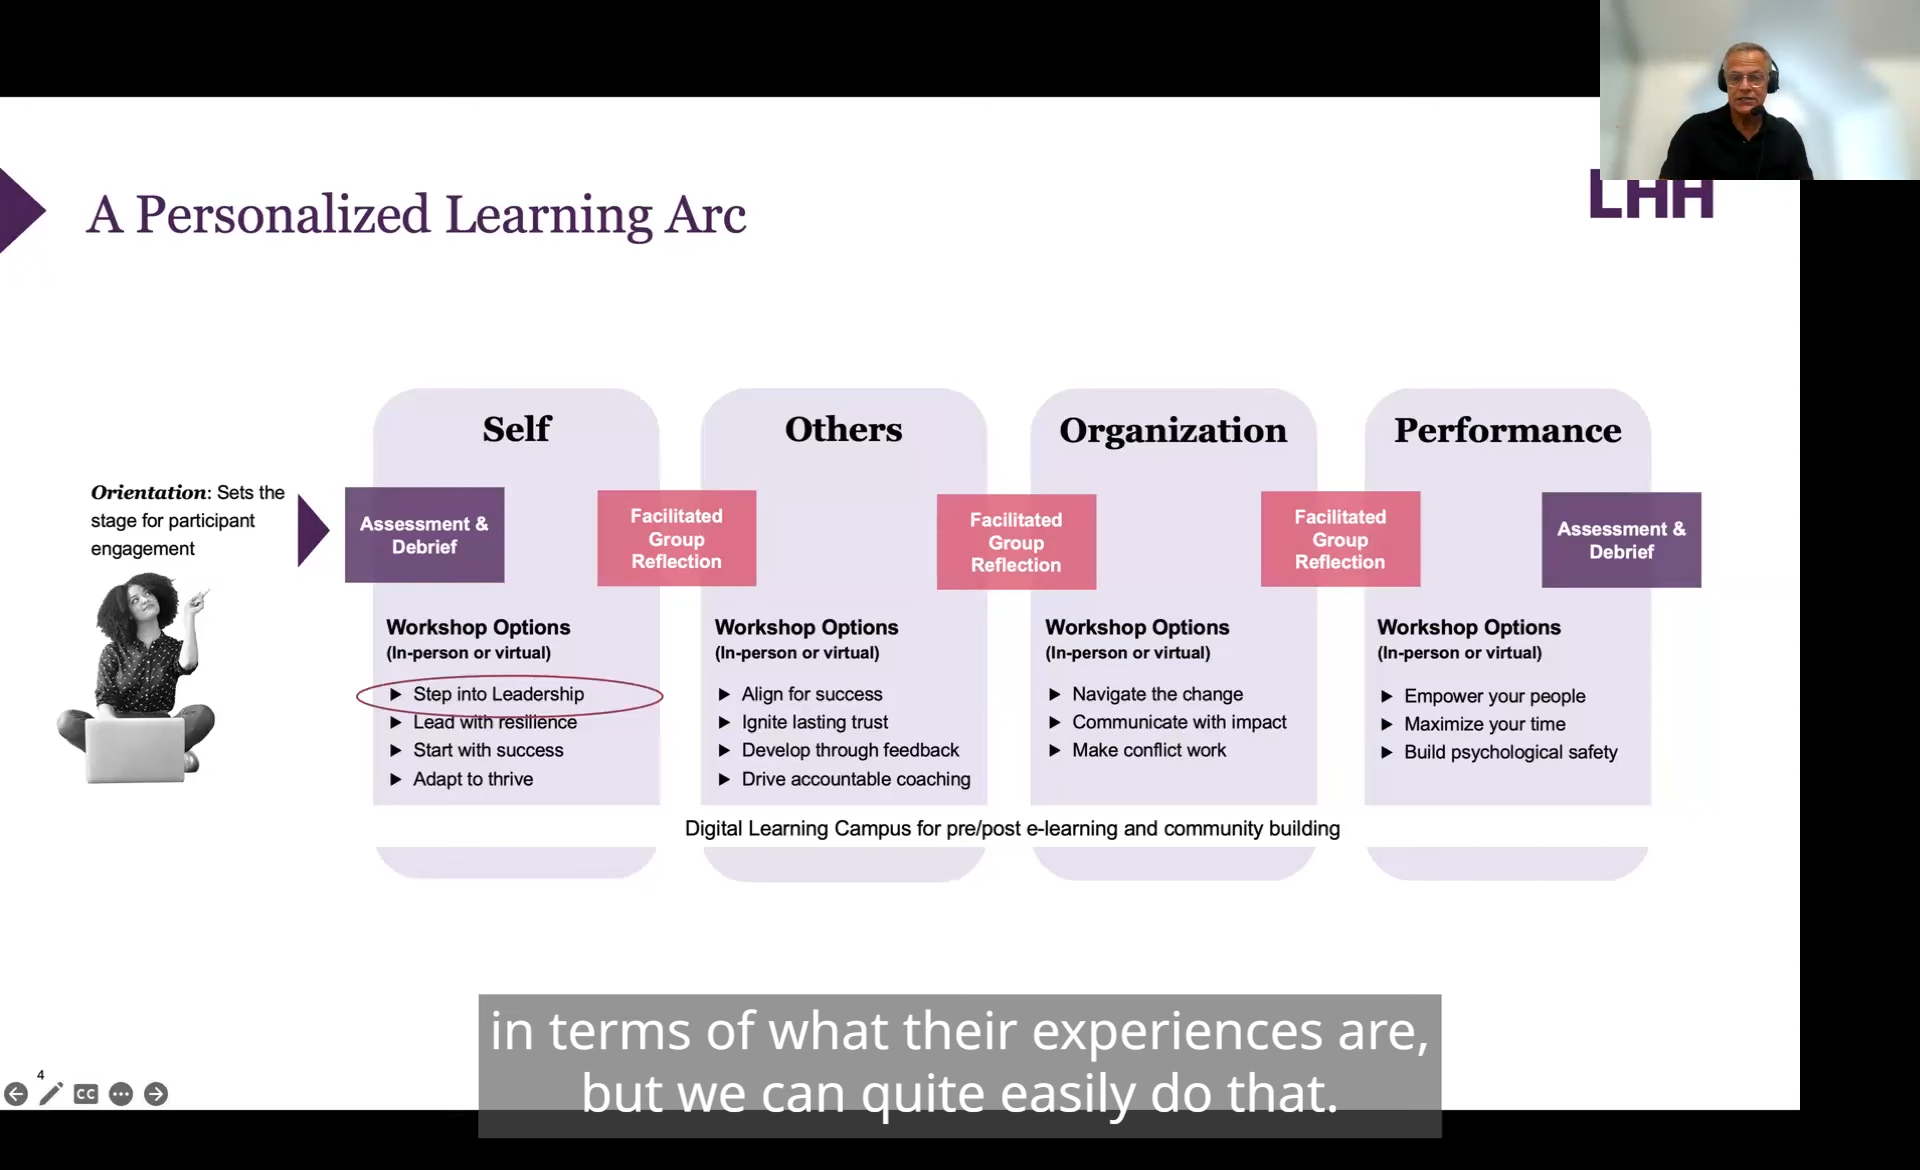 LHH
A Personalized Learning Arc
Orientation: Sets the
stage for participant
engagement
Self
Assessment &
Debrief
Workshop Options
(In-person or virtual)
Step into Leadership
Lead with resilience
Start with success
Adapt to thrive
Facilitated
Group
Reflection
Others
Workshop Options
(In-person or virtual)
Align for success
Ignite lasting trust
Develop through feedback
Drive accountable coaching
Facilitated
Group
Reflection
Organization
Workshop Options
(In-person or virtual)
Navigate the change
Communicate with impact
Make conflict work
Facilitated
Group
Reflection
Performance
Assessment &
Debrief
Workshop Options
(In-person or virtual)
Empower your people
Maximize your time
Build psychological safety
Digital Learning Campus for pre/post e-learning and community building
4
CC
in terms of what their experiences are,
but we can quite easily do that.